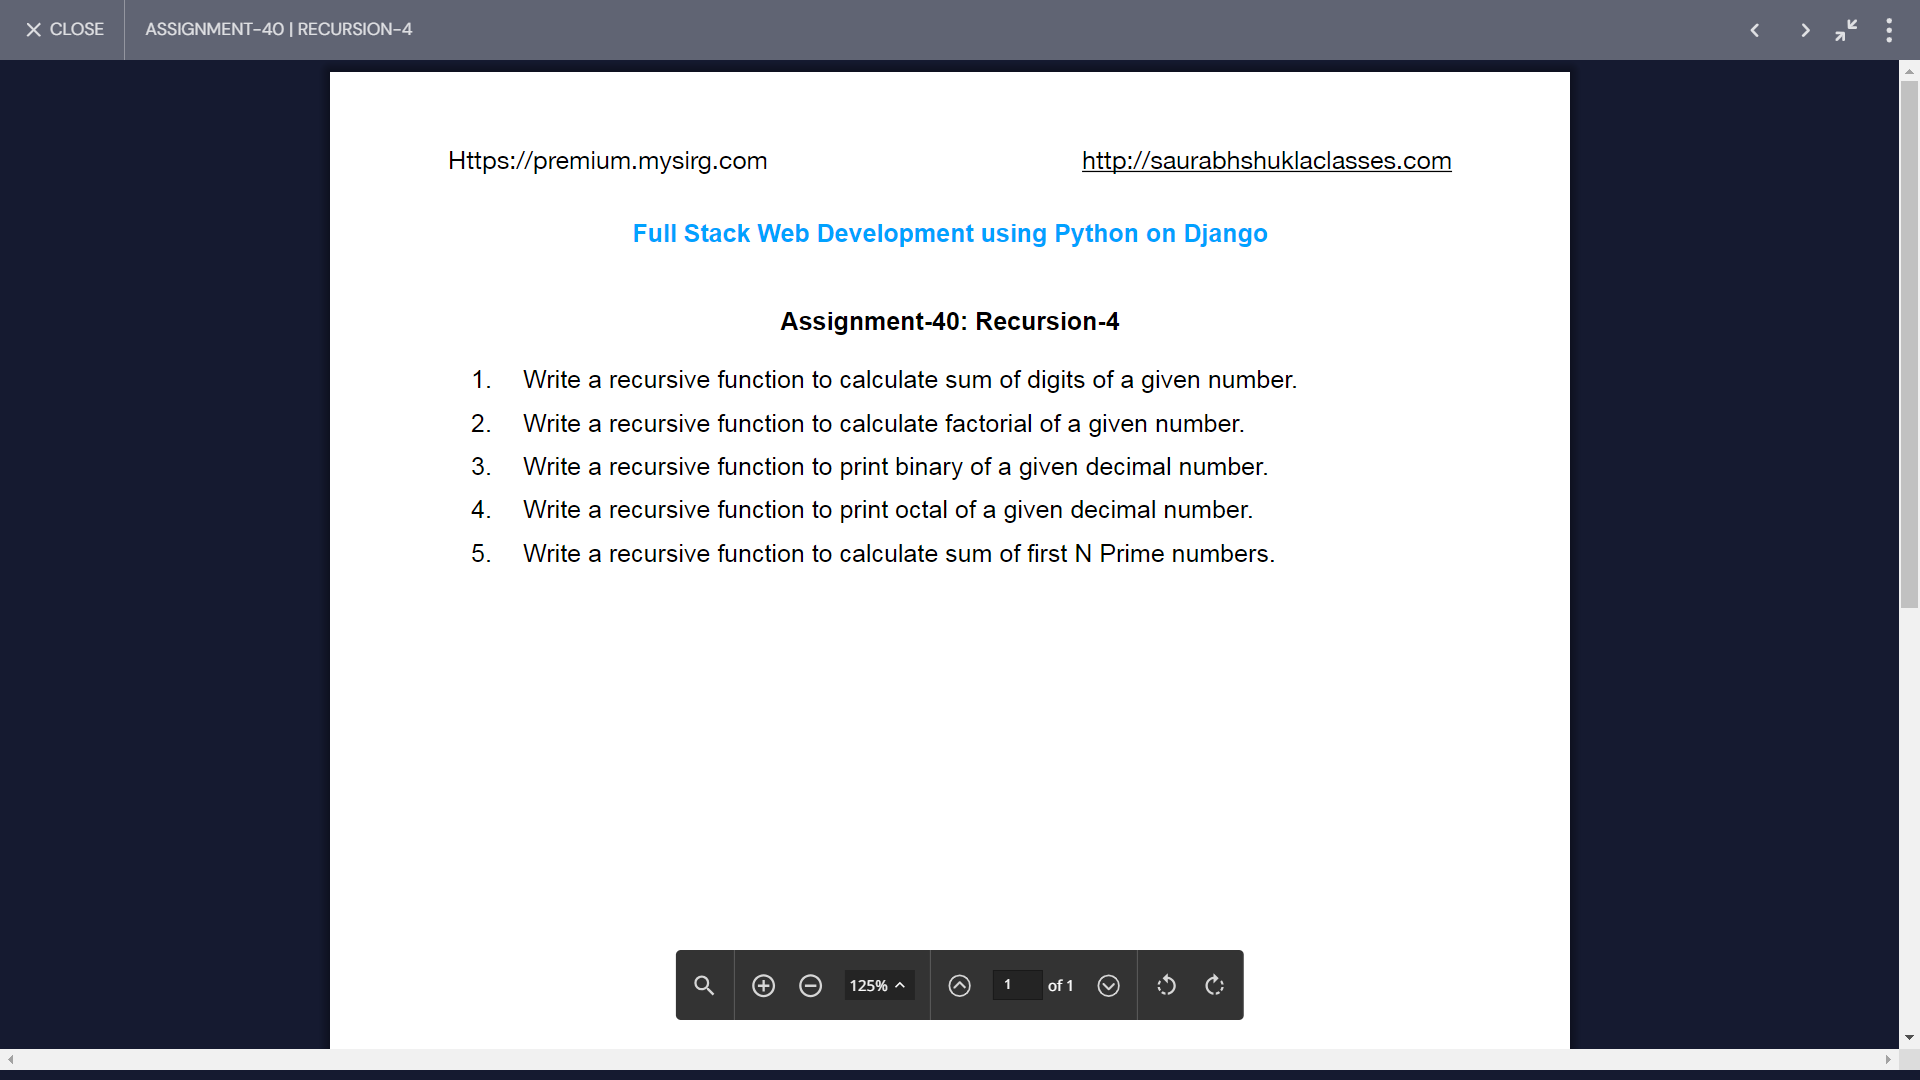 CLOSE
ASSIGNMENT-40 | RECURSION-4
Https://premium.mysirg.com
http://saurabhshuklaclasses.com
Full Stack Web Development using Python on Django
Assignment-40: Recursion-4
1. Write a recursive function to calculate sum of digits of a given number.
2. Write a recursive function to calculate factorial of a given number.
3. Write a recursive function to print binary of a given decimal number.
4. Write a recursive function to print octal of a given decimal number.
5. Write a recursive function to calculate sum of first N Prime numbers.
125%
1 of 1